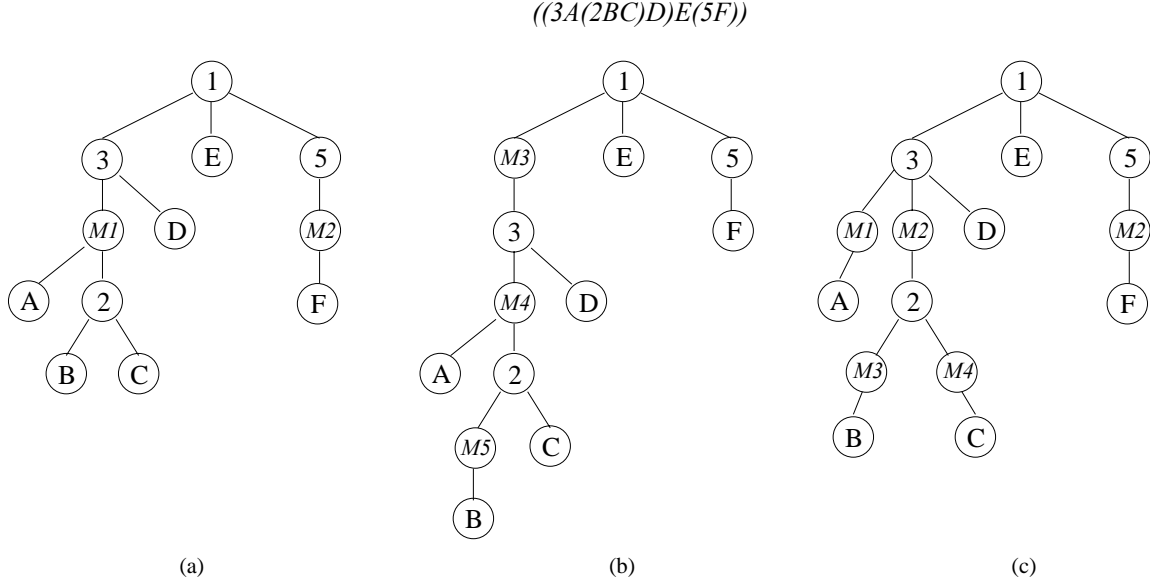 ((3A(2BC)D)E(5F))
1 1 1
3 E 5 M3 E 5 3 E 5
M1 D M2 3 D F M1 M2 D M2
A 2 F M4 D A 2 F
B C A 2 M3 M4
M5 C B C
B
(a) (b) (c)